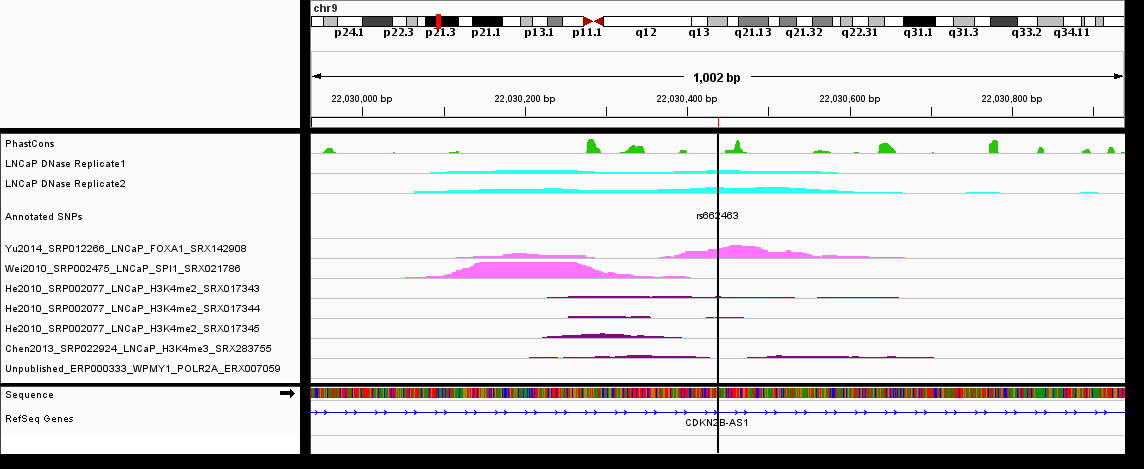 chr9
p24.1 p22.3 p21.3 p21.1 p13.1 p11.1 q12 q13 q21.13 q21.32 q22.31 q31.1 q31.3 q33.2 q34.11
1,002 bp
22,030,000 bp 22,030,200 bp 22,030,400 bp 22,030,600 bp 22,030,800 bp
PhastCons
LNCaP DNase Replicate1
LNCaP DNase Replicate2
Annotated SNPs rs662463
Yu2014_SRP012266_LNCaP_FOXA1_SRX142908
Wei2010_SRP002475_LNCaP_SPI1_SRX021786
He2010_SRP002077_LNCaP_H3K4me2_SRX017343
He2010_SRP002077_LNCaP_H3K4me2_SRX017344
He2010_SRP002077_LNCaP_H3K4me2_SRX017345
Chen2013_SRP022924_LNCaP_H3K4me3_SRX283755
Unpublished_ERP000333_WPMY1_POLR2A_ERX007059
Sequence
RefSeq Genes
CDKN2B-AS1